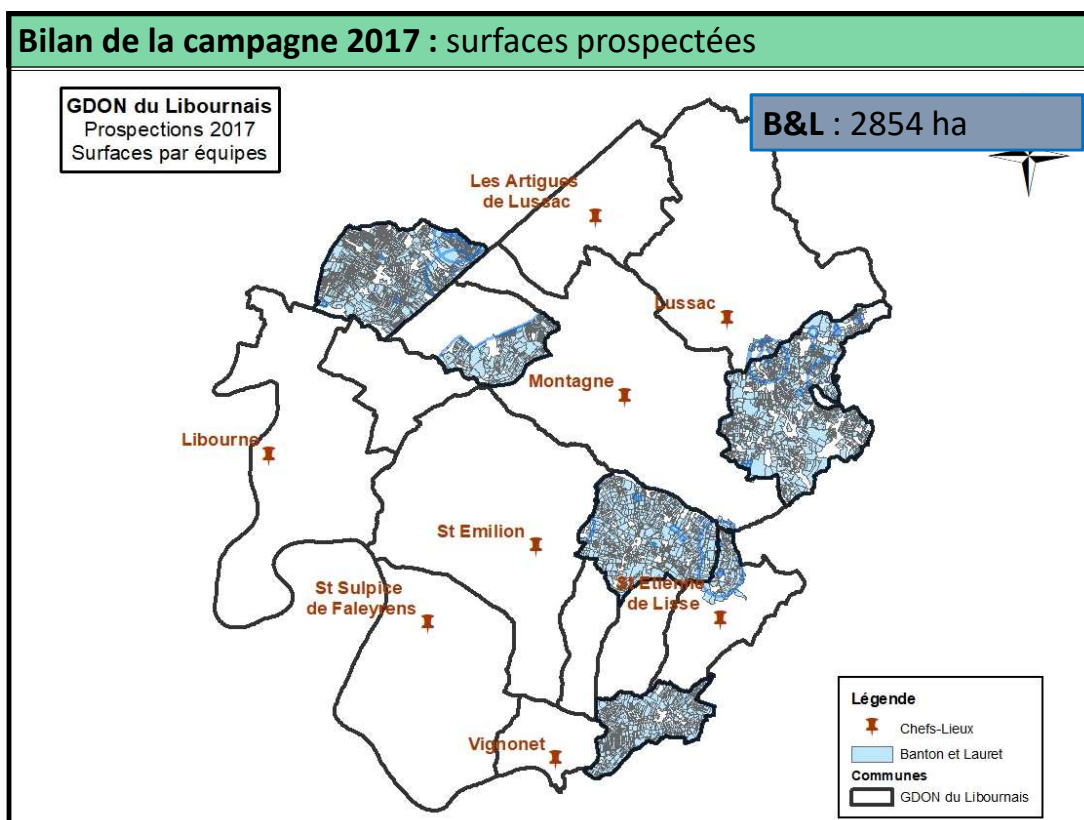 Bilan de la campagne 2017 : surfaces prospectées
GDON du Libournais
Prospections 2017
Surfaces par équipes
B&L : 2854 ha
Les Artigues
de Lussac
Lussac
Montagne
Libourne
St Emilion
St Etienne
de Lisse
St Sulpice
de Faleyrens
Vignonet
Légende
Chefs-Lieux
Banton et Lauret
Communes
GDON du Libournais